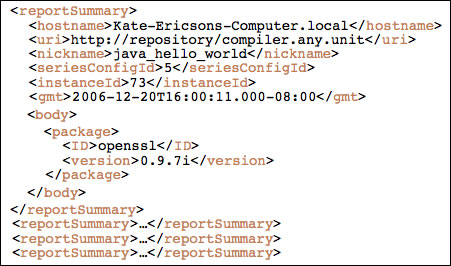 <reportSummary>
<hostname>Kate-Ericsons-Computer.local</hostname>
<uri>http://repository/compiler.any.unit</uri>
<nickname>java_hello_world</nickname>
<seriesConfigId>5</seriesConfigId>
<instanceId>73</instanceId>
<gmt>2006-12-20T16:00:11.000-08:00</gmt>
<body>
<package>
<ID>openssl</ID>
<version>0.9.7i</version>
</package>
</body>
</reportSummary>
<reportSummary>…</reportSummary>
<reportSummary>…</reportSummary>
<reportSummary>…</reportSummary>